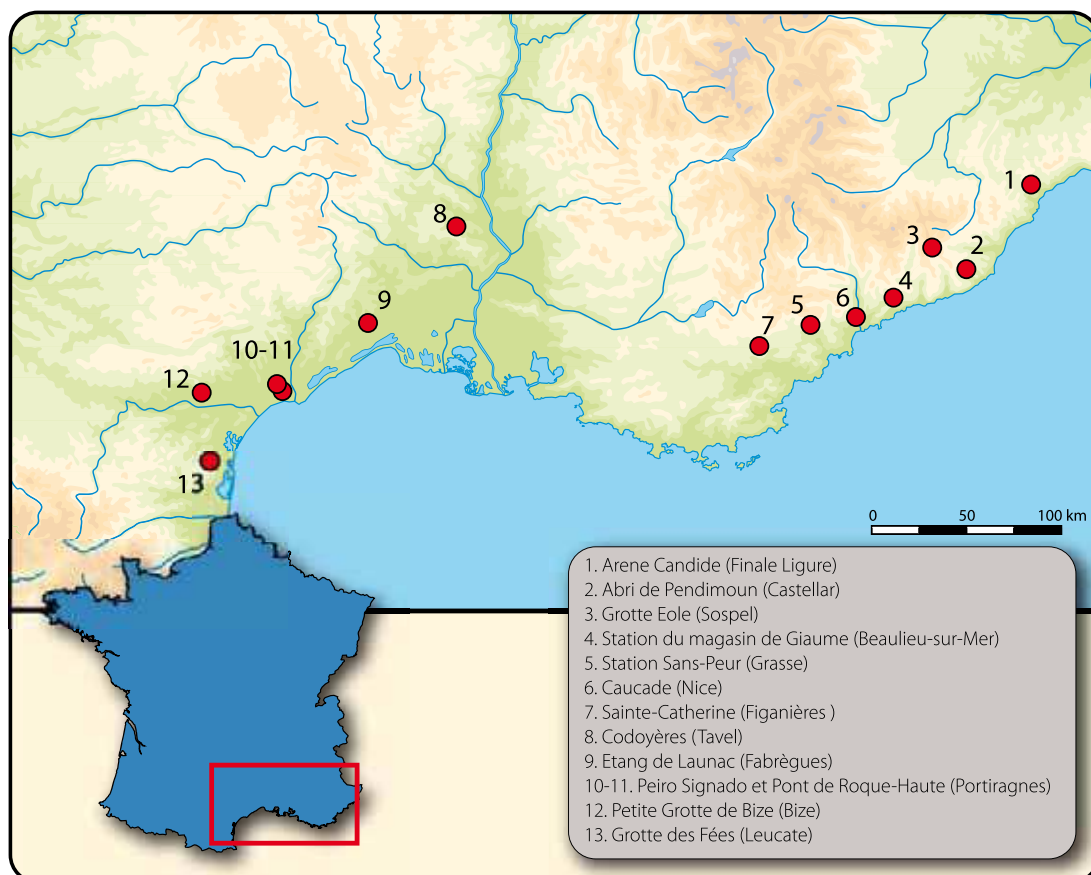 1
3
2
8
4
5
6
9
7
10-11
12
13
0 50 100 km
1. Arene Candide (Finale Ligure)
2. Abri de Pendimoun (Castellar)
3. Grotte Eole (Sospel)
4. Station du magasin de Giaume (Beaulieu-sur-Mer)
5. Station Sans-Peur (Grasse)
6. Caucade (Nice)
7. Sainte-Catherine (Figanières )
8. Codoyères (Tavel)
9. Etang de Launac (Fabrègues)
10-11. Peiro Signado et Pont de Roque-Haute (Portiragnes)
12. Petite Grotte de Bize (Bize)
13. Grotte des Fées (Leucate)